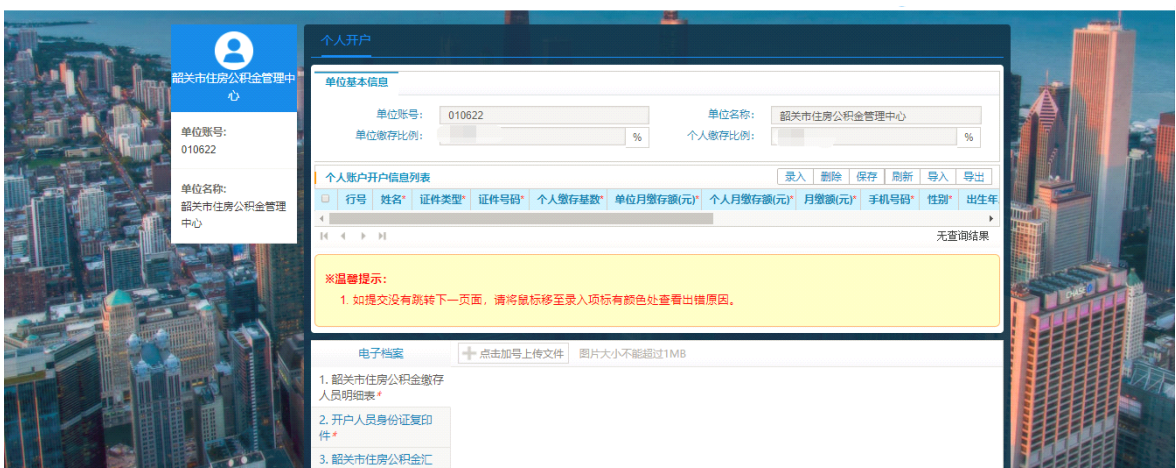 韶关市住房公积金管理中
心
单位账号:
010622
单位名称:
韶关市住房公积金管理
中心
个人开户
单位基本信息
单位账号: 010622 单位名称: 韶关市住房公积金管理中心
单位缴存比例: % 个人缴存比例: %
个人账户开户信息列表 录入 删除 保存 刷新 导入 导出
行号 姓名* 证件类型* 证件号码* 个人缴存基数* 单位月缴存额(元)* 个人月缴存额(元)* 月缴额(元)* 手机号码* 性别* 出生年
无查询结果
※温馨提示:
1. 如提交没有跳转下一页面，请将鼠标移至录入项标有颜色处查看出错原因。
电子档案 点击加号上传文件 图片大小不能超过1MB
1. 韶关市住房公积金缴存
人员明细表*
2. 开户人员身份证复印
件*
3. 韶关市住房公积金汇